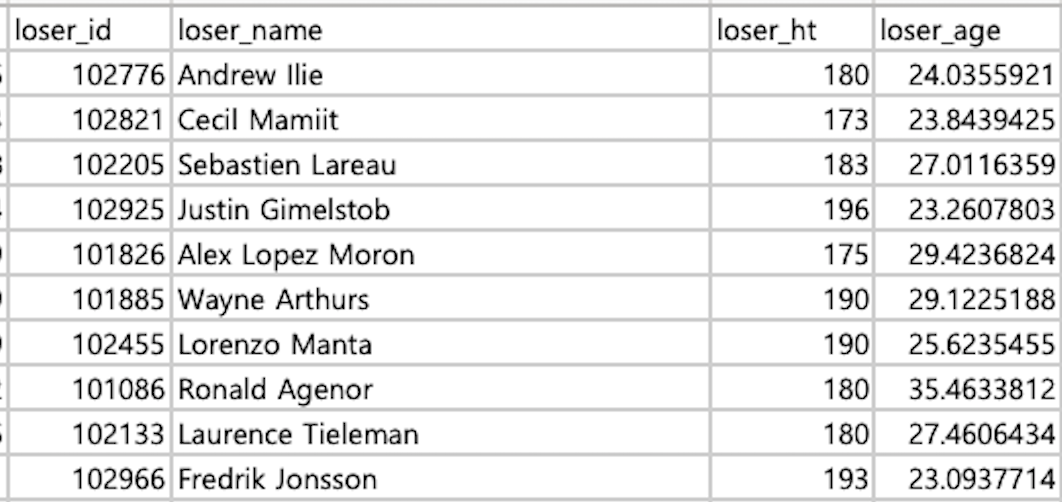 loser_id loser_name loser_ht loser_age
102776 Andrew Ilie 180 24.0355921
102821 Cecil Mamiit 173 23.8439425
102205 Sebastien Lareau 183 27.0116359
102925 Justin Gimelstob 196 23.2607803
101826 Alex Lopez Moron 175 29.4236824
101885 Wayne Arthurs 190 29.1225188
102455 Lorenzo Manta 190 25.6235455
101086 Ronald Agenor 180 35.4633812
102133 Laurence Tieleman 180 27.4606434
102966 Fredrik Jonsson 193 23.0937714